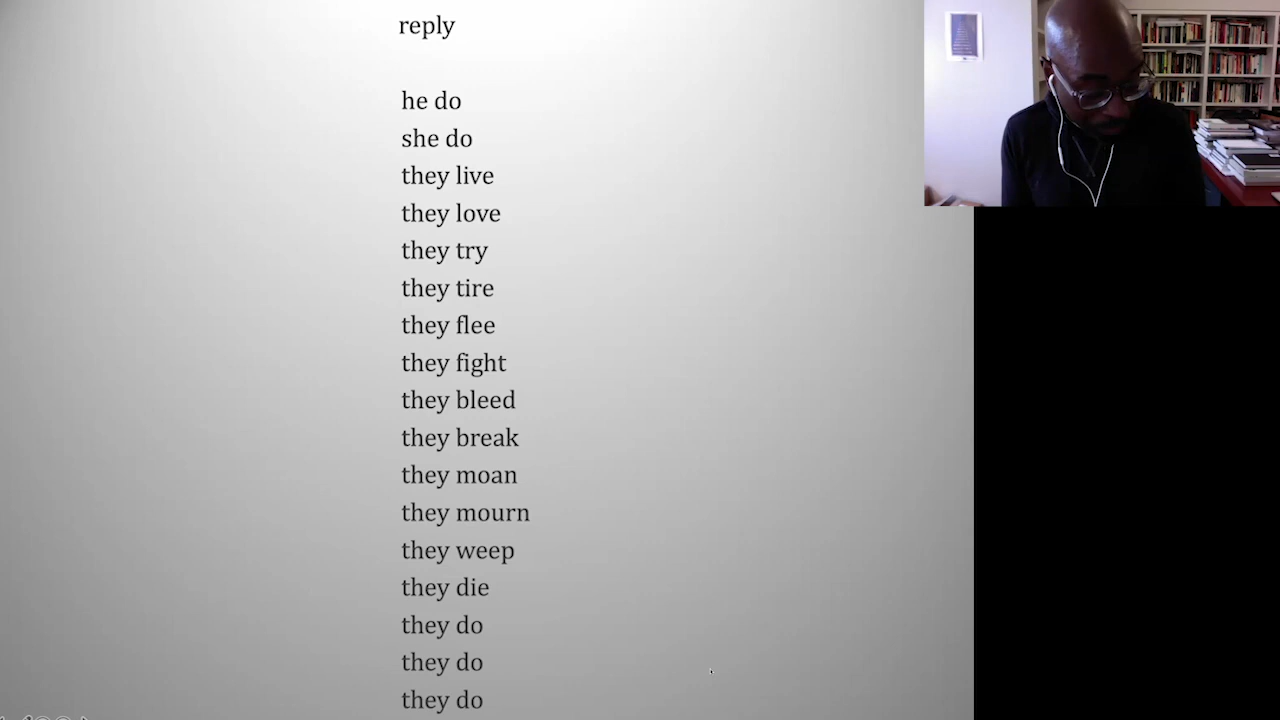 reply
he do
she do
they live
they love
they try
they tire
they flee
they fight
they bleed
they break
they moan
they mourn
they weep
they die
they do
they do
they do